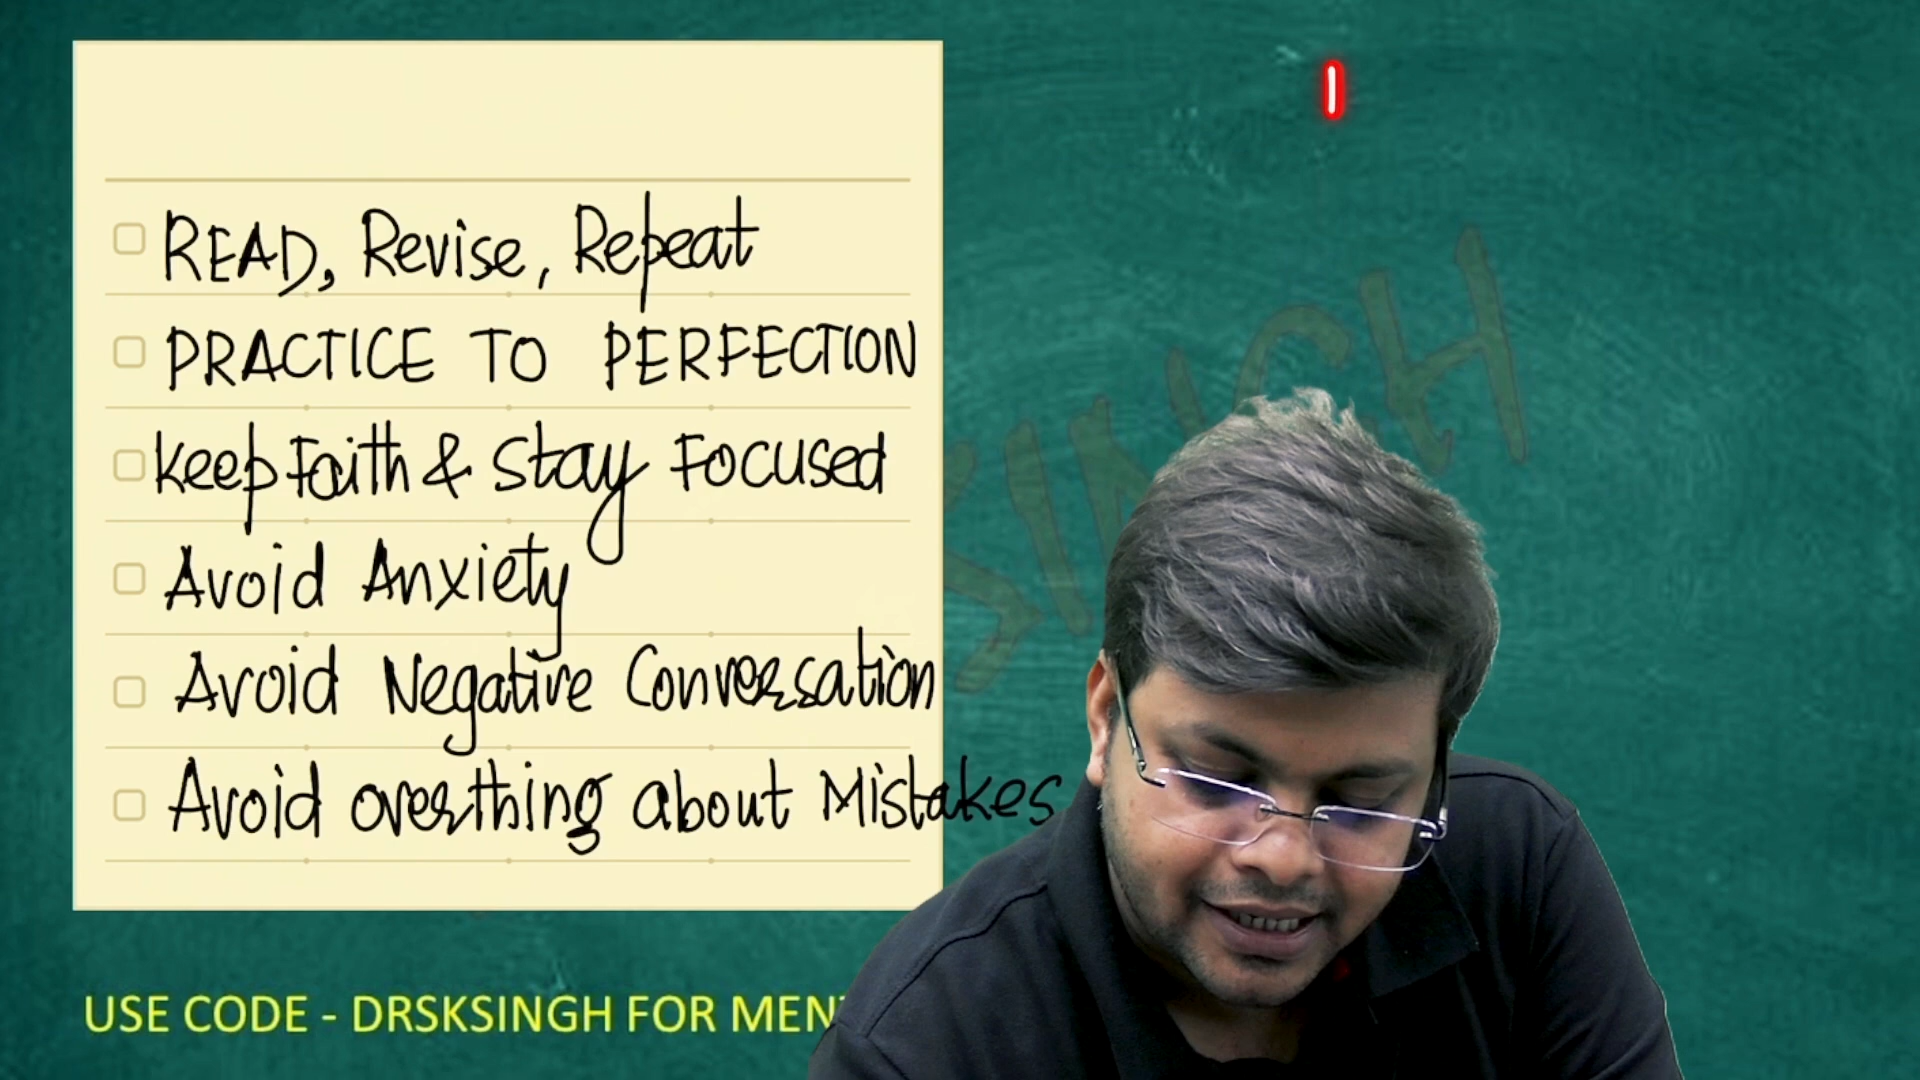 READ, Revise, Repeat
PRACTICE TO PERFECTION
Keep Faith & Stay Focused
Avoid Anxiety
Avoid Negative Conversation
Avoid overthing about Mistakes
SINGH
USE CODE - DRSKSINGH FOR